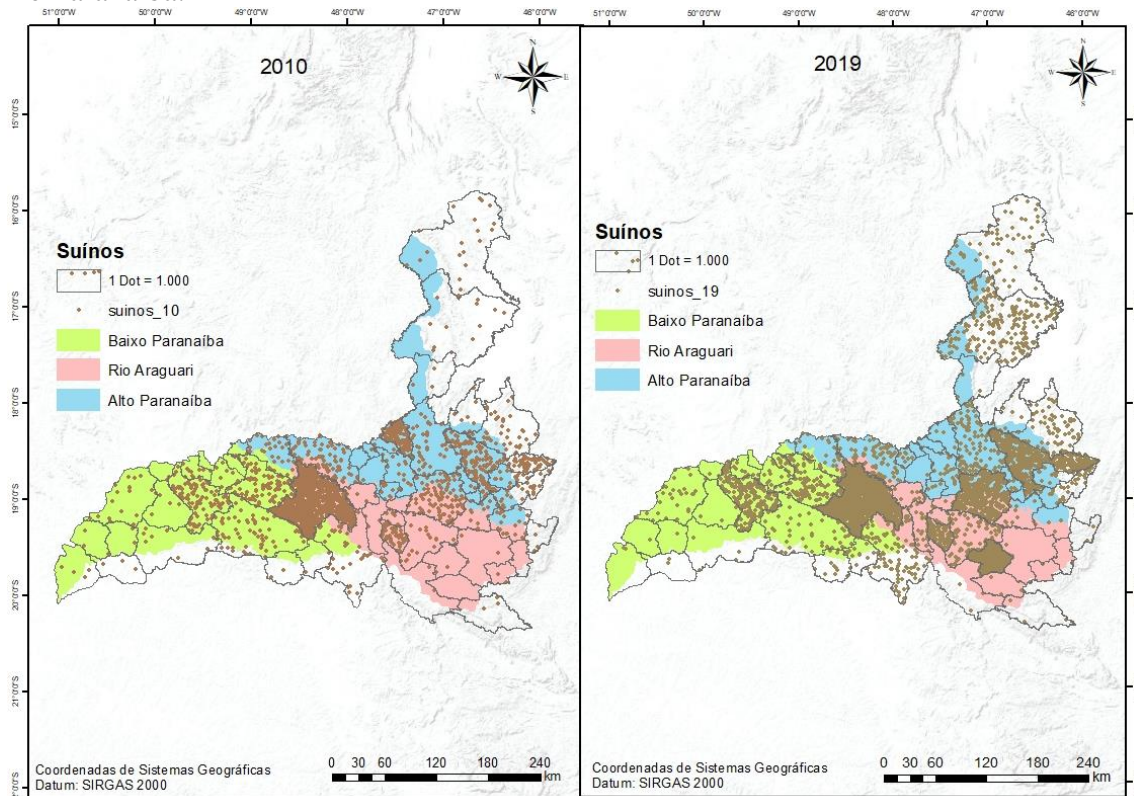 51°0'0"W 50°0'0"W 49°0'0"W 48°0'0"W 47°0'0"W 46°0'0"W
2010
N
W E
S
15°0'0"S
16°0'0"S
17°0'0"S
18°0'0"S
19°0'0"S
20°0'0"S
21°0'0"S
Suínos
1 Dot = 1.000
suinos_10
Baixo Paranaíba
Rio Araguari
Alto Paranaíba
Coordenadas de Sistemas Geográficas
Datum: SIRGAS 2000
0 30 60 120 180 240
km
51°0'0"W 50°0'0"W 49°0'0"W 48°0'0"W 47°0'0"W 46°0'0"W
2019
N
W E
S
Suínos
1 Dot = 1.000
suinos_19
Baixo Paranaíba
Rio Araguari
Alto Paranaíba
Coordenadas de Sistemas Geográficas
Datum: SIRGAS 2000
0 30 60 120 180 240
km